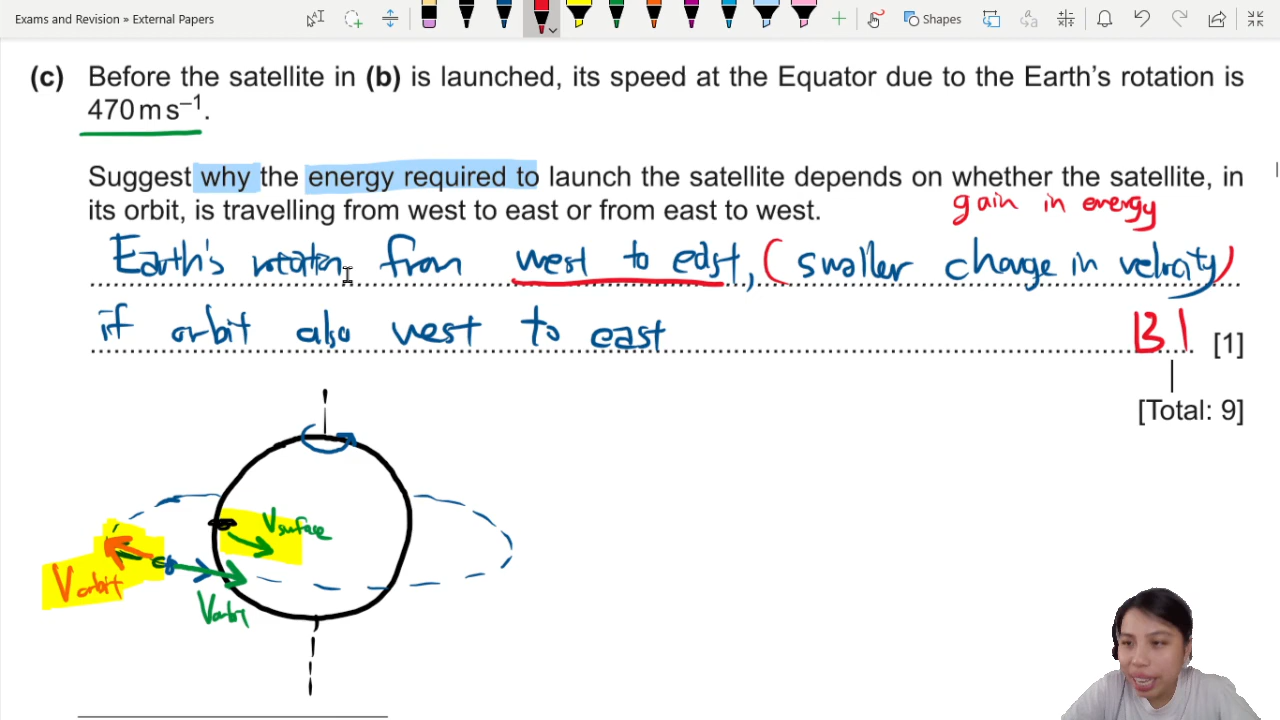 Exams and Revision » External Papers
Shapes
(c) Before the satellite in (b) is launched, its speed at the Equator due to the Earth's rotation is
470 m s⁻¹.
Suggest why the energy required to launch the satellite depends on whether the satellite, in
its orbit, is travelling from west to east or from east to west.
gain in energy
Earth's rotation from west to east, (smaller change in velocity)
if orbit also west to east
B1 [1]
[Total: 9]
Vsurface
Vorbit
Vorbit